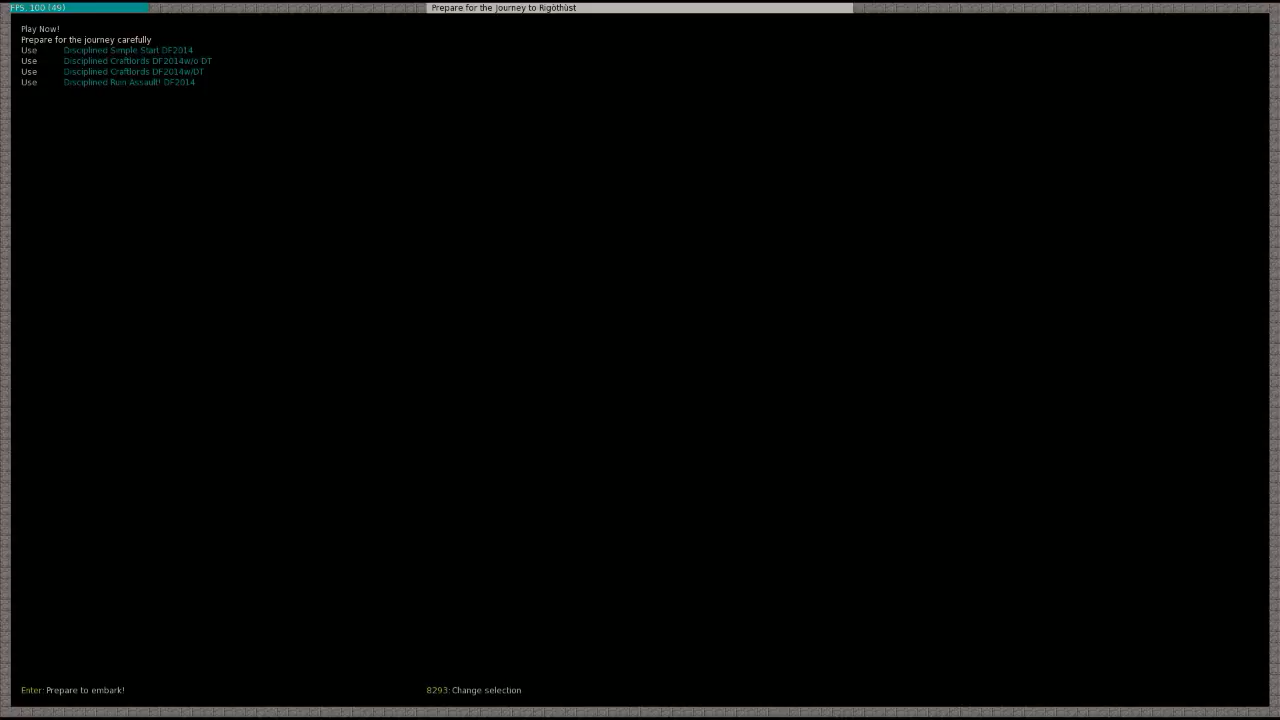 FPS: 100 (49)
Prepare for the Journey to Rigòthùst
Play Now!
Prepare for the journey carefully
Use Disciplined Simple Start DF2014
Use Disciplined Craftlords DF2014w/o DT
Use Disciplined Craftlords DF2014w/DT
Use Disciplined Ruin Assault! DF2014
Enter: Prepare to embark! 8293: Change selection